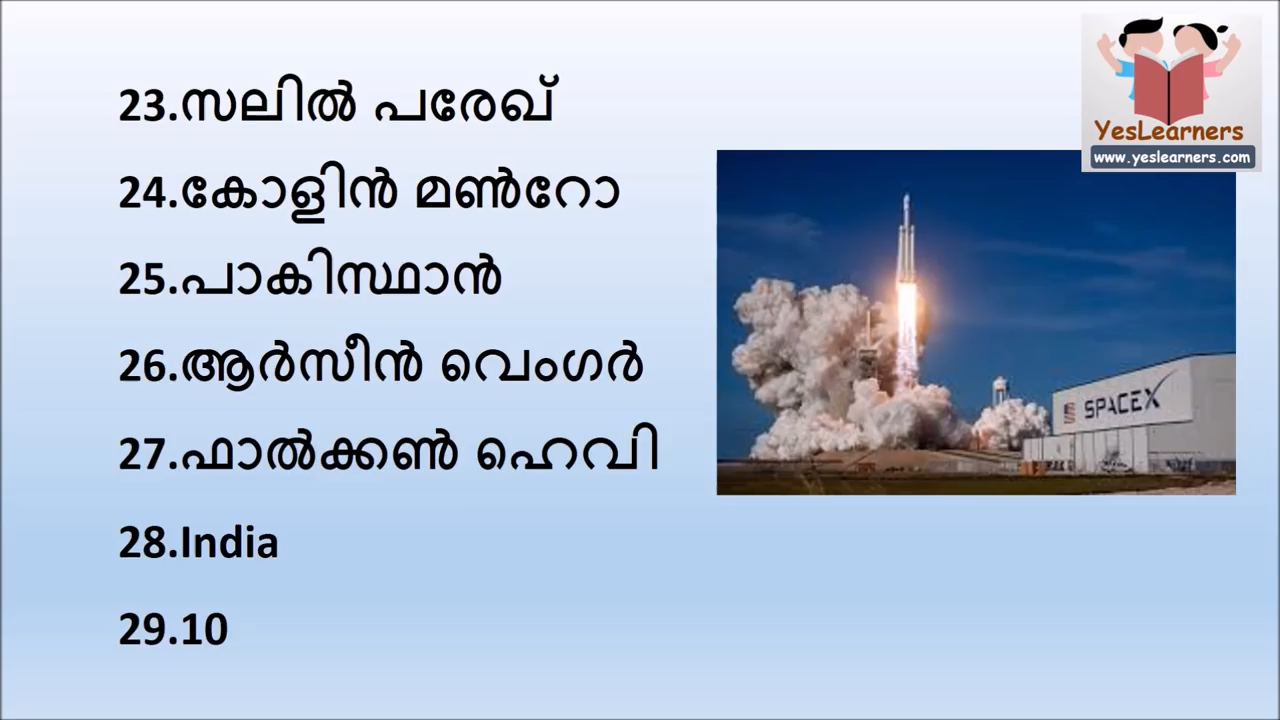 23.സലിൽ പരേഖ്
24.കോളിൻ മൺറോ
25.പാകിസ്ഥാൻ
26.ആർസീൻ വെംഗർ
27.ഫാൽക്കൺ ഹെവി
28.India
29.10
YesLearners
www.yeslearners.com
SPACEX